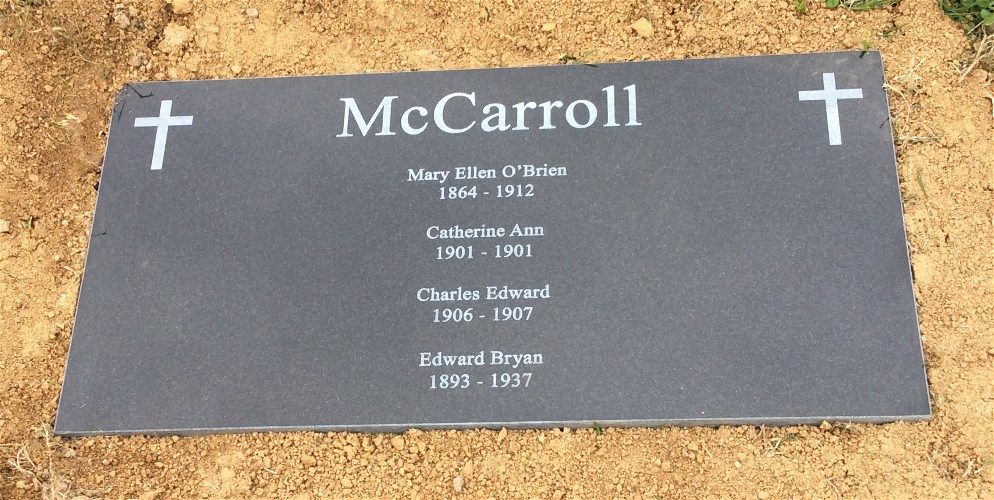 McCarroll
Mary Ellen O'Brien
1864 - 1912
Catherine Ann
1901 - 1901
Charles Edward
1906 - 1907
Edward Bryan
1893 - 1937